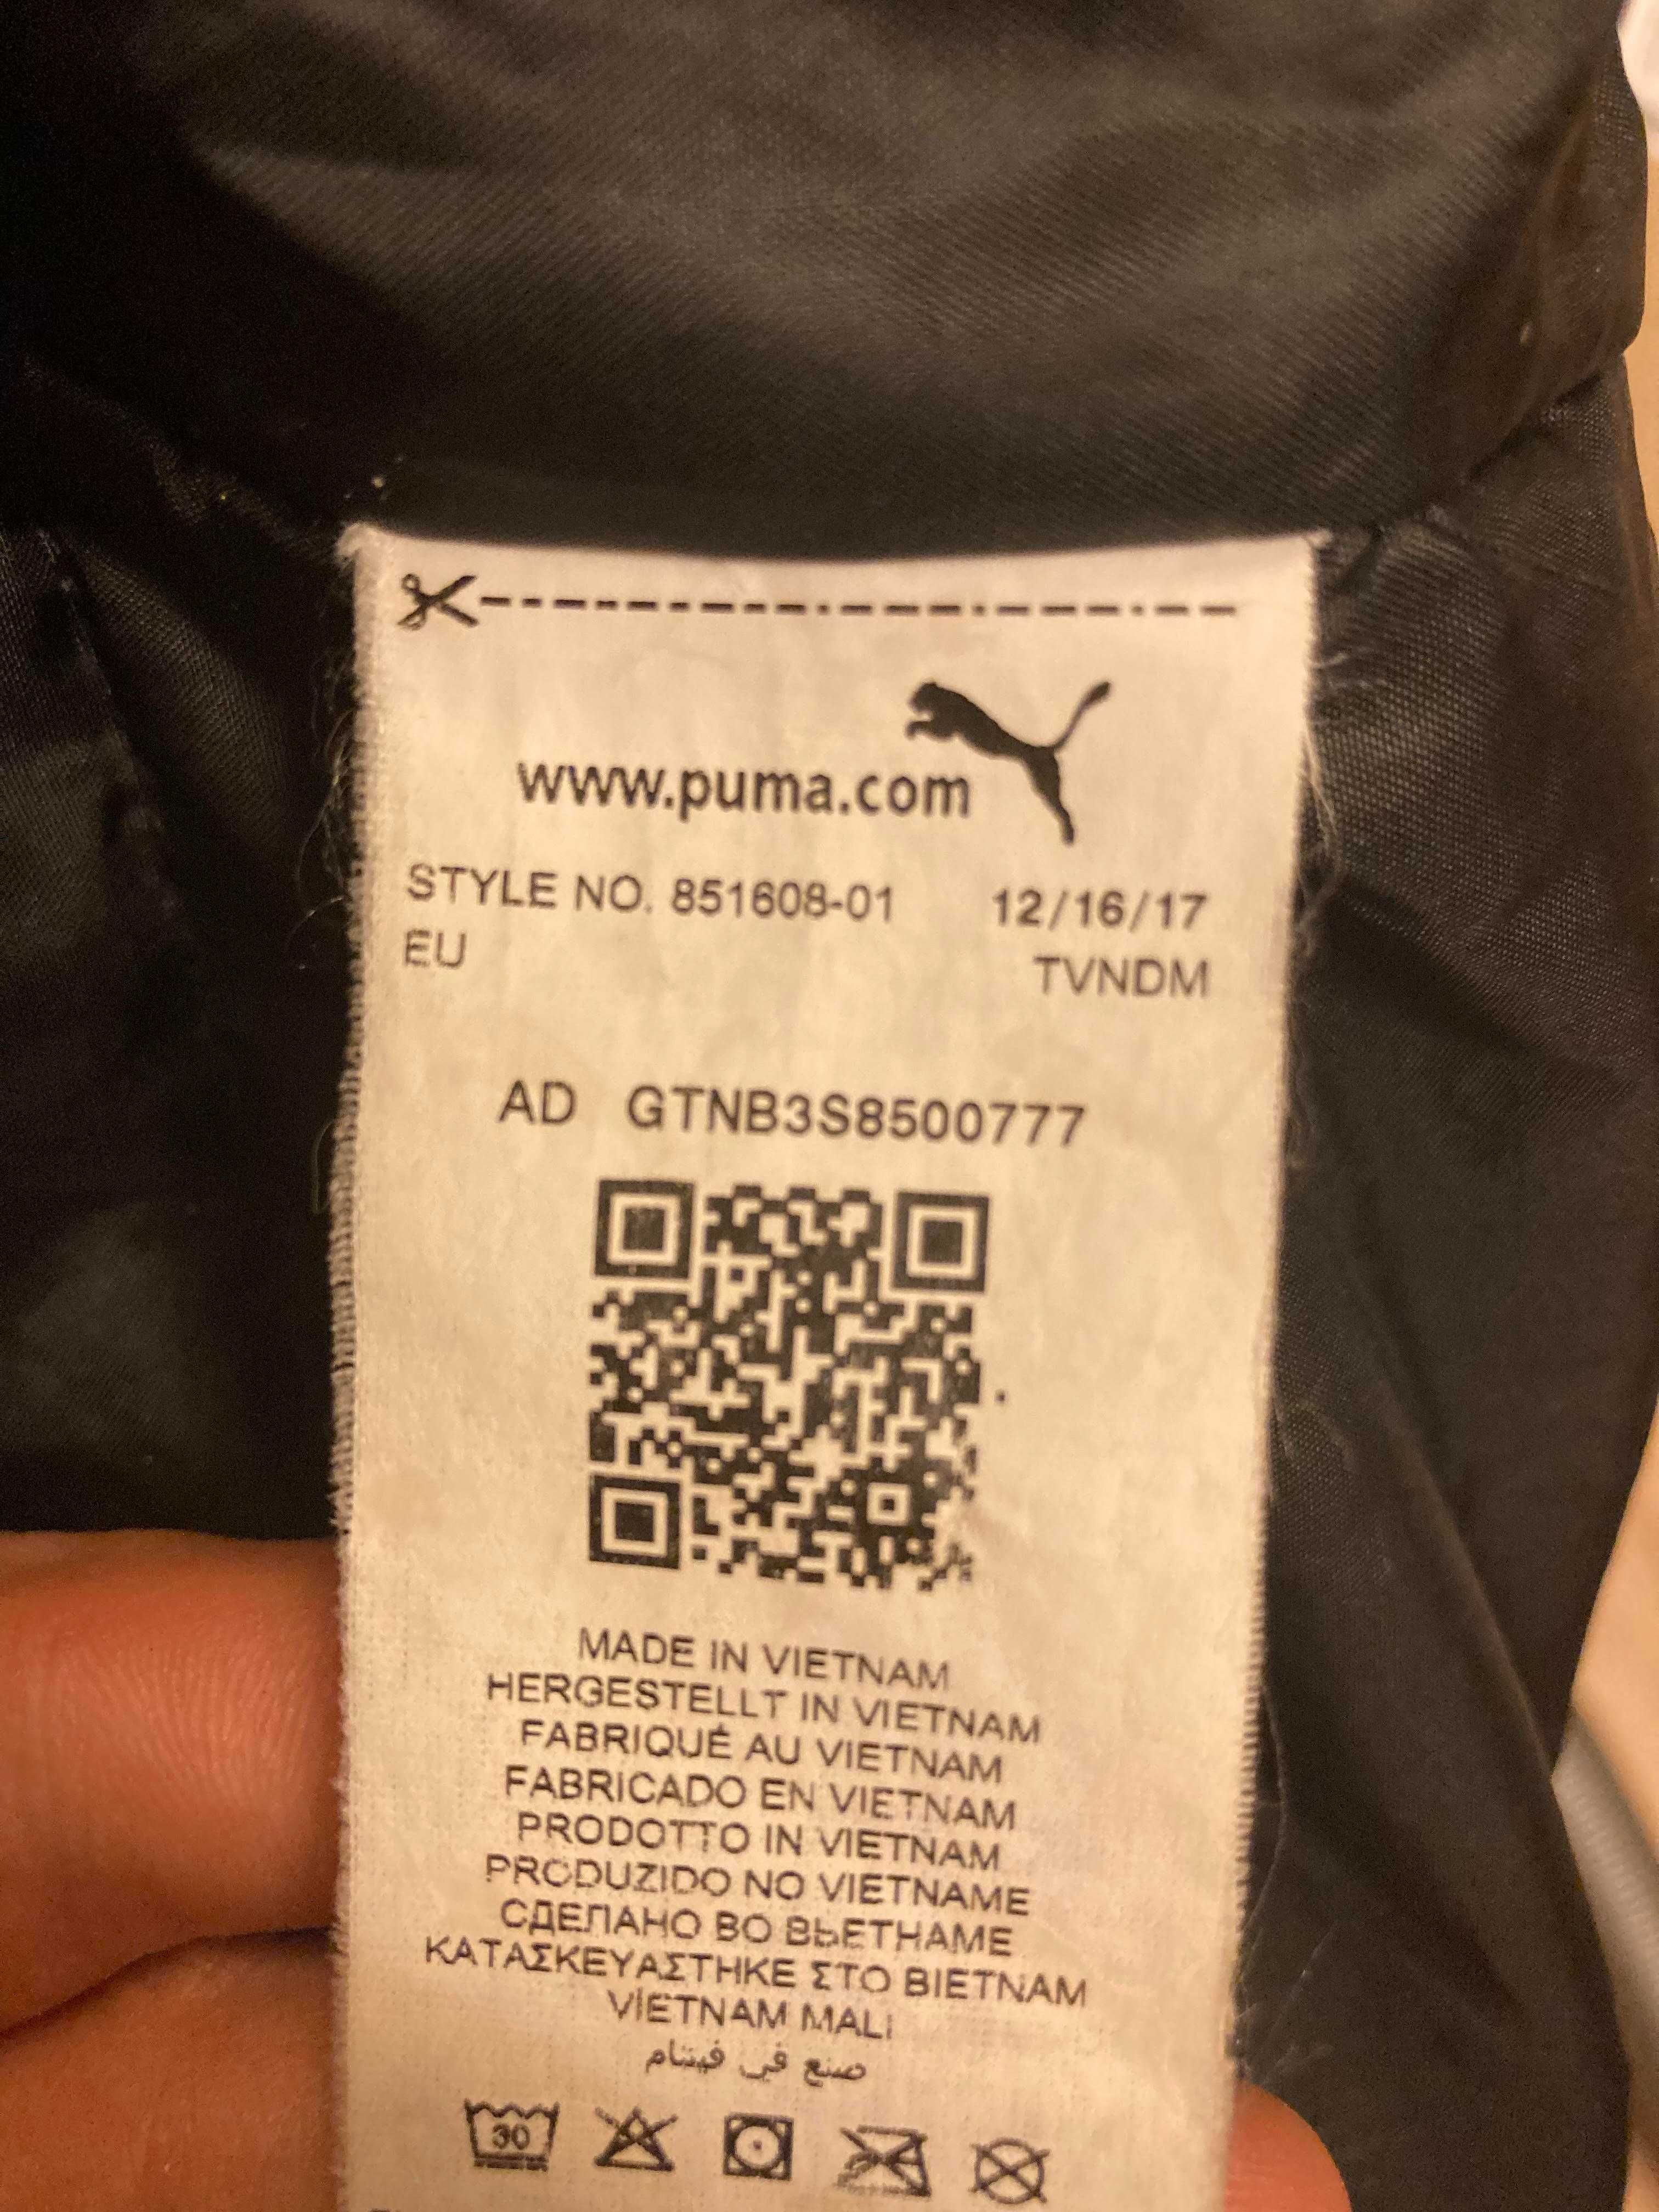 www.puma.com
STYLE NO. 851608-01 12/16/17
EU TVNDM
AD GTNB3S8500777
MADE IN VIETNAM
HERGESTELLT IN VIETNAM
FABRIQUÉ AU VIETNAM
FABRICADO EN VIETNAM
PRODOTTO IN VIETNAM
PRODUZIDO NO VIETNAME
СДЕЛАНО ВО ВЬЕТНАМЕ
ΚΑΤΑΣΚΕΥΑΣΤΗΚΕ ΣΤΟ ΒΙΕΤΝΑΜ
VIETNAM MALI
صنع في فيتنام
30